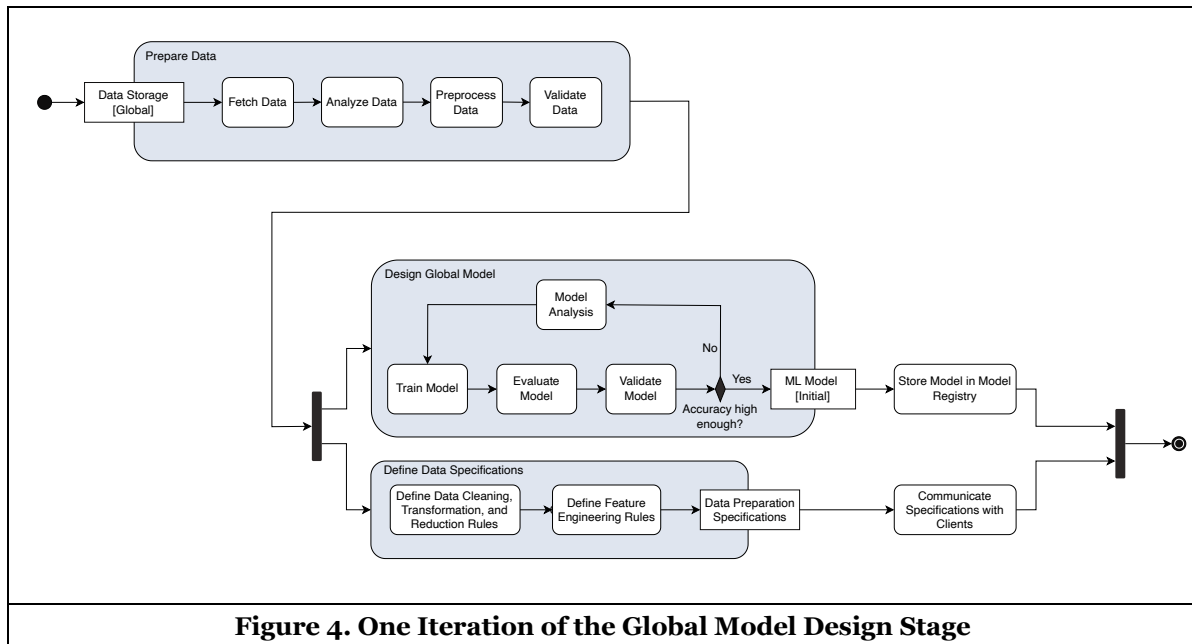 Prepare Data
Data Storage
[Global]
Fetch Data
Analyze Data
Preprocess
Data
Validate
Data
Design Global Model
Model
Analysis
No
Train Model
Evaluate
Model
Validate
Model
Yes
Accuracy high
enough?
ML Model
[Initial]
Store Model in Model
Registry
Define Data Specifications
Define Data Cleaning,
Transformation, and
Reduction Rules
Define Feature
Engineering Rules
Data Preparation
Specifications
Communicate
Specifications with
Clients
Figure 4. One Iteration of the Global Model Design Stage